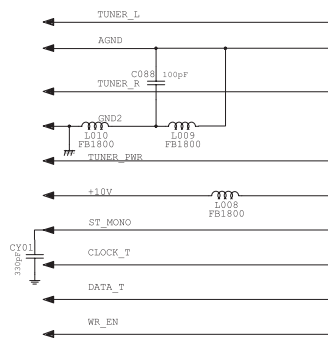 TUNER_L
AGND
C088 100pF
TUNER_R
GND2
L010
FB1800
L009
FB1800
TUNER_PWR
+10V
L008
FB1800
ST_MONO
CY01
330pF
CLOCK_T
DATA_T
WR_EN